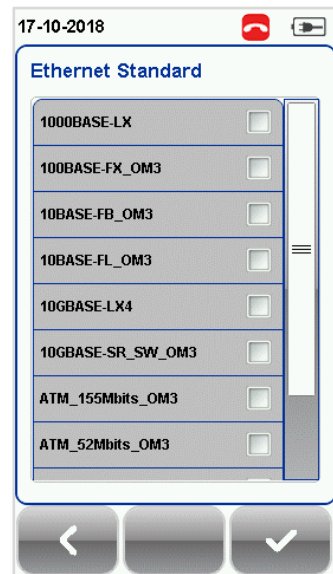 17-10-2018
Ethernet Standard
1000BASE-LX
100BASE-FX_OM3
10BASE-FB_OM3
10BASE-FL_OM3
10GBASE-LX4
10GBASE-SR_SW_OM3
ATM_155Mbits_OM3
ATM_52Mbits_OM3